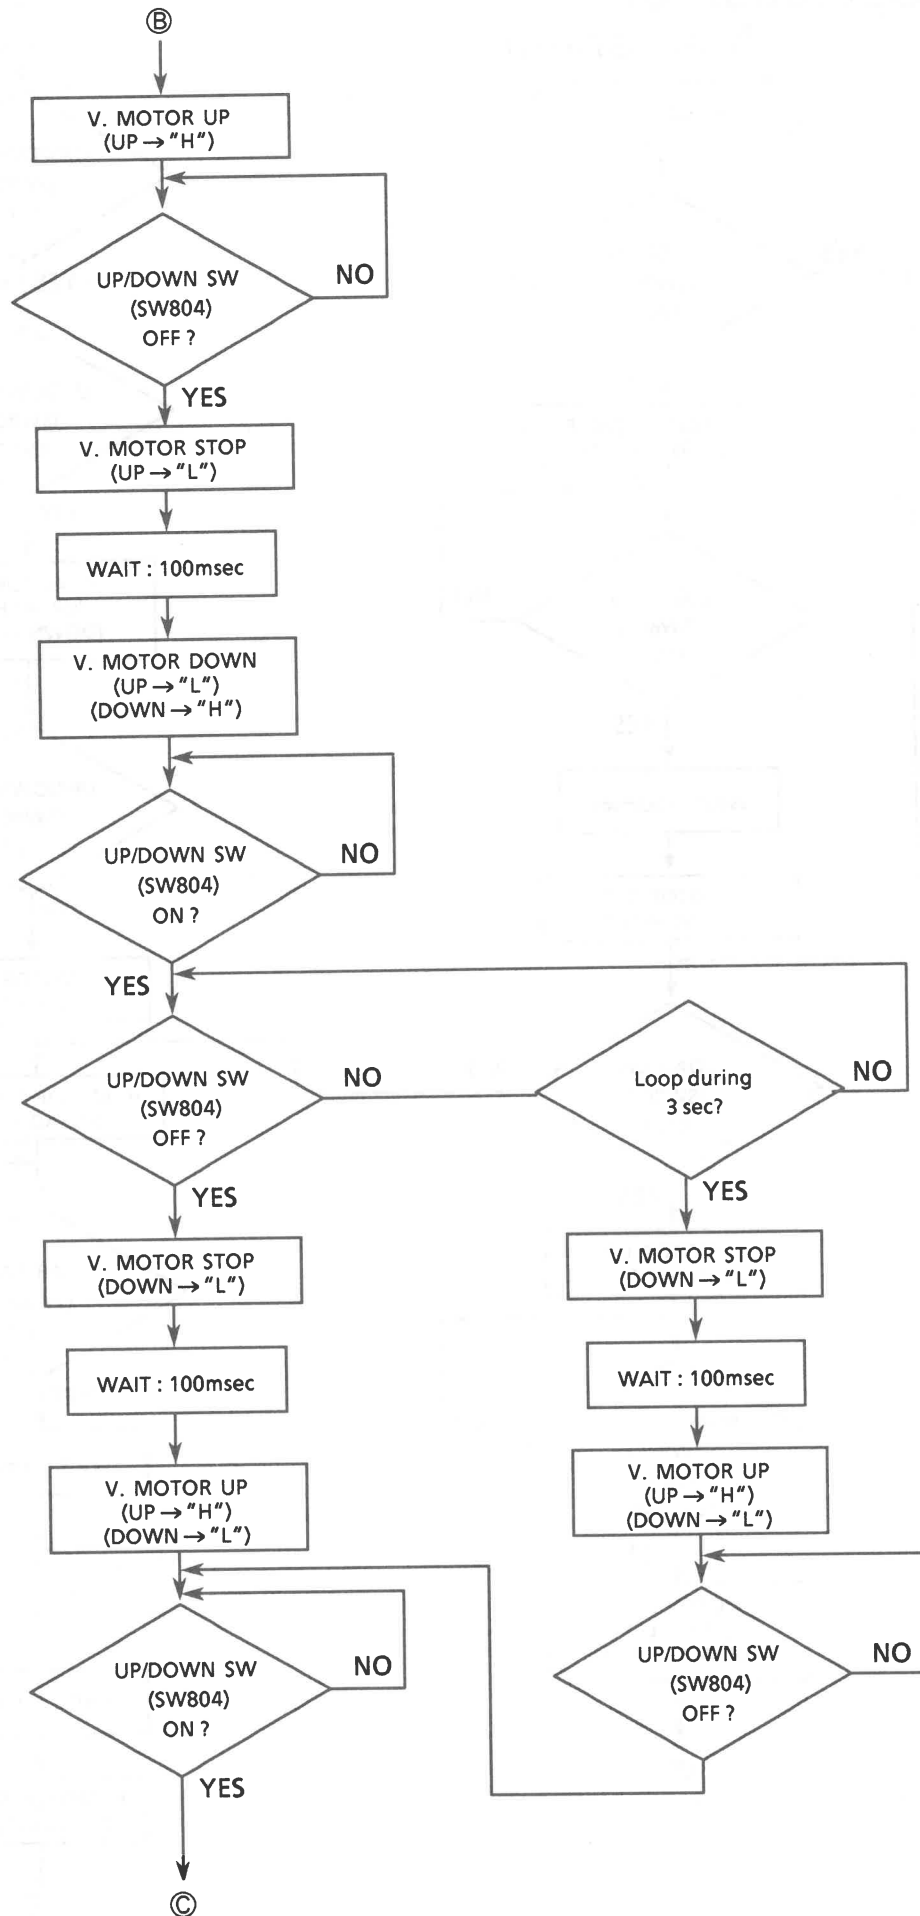 B
V. MOTOR UP
(UP → "H")
UP/DOWN SW
(SW804)
OFF ?
NO
YES
V. MOTOR STOP
(UP → "L")
WAIT : 100msec
V. MOTOR DOWN
(UP → "L")
(DOWN → "H")
UP/DOWN SW
(SW804)
ON ?
NO
YES
UP/DOWN SW
(SW804)
OFF ?
NO
YES
Loop during
3 sec?
NO
YES
V. MOTOR STOP
(DOWN → "L")
WAIT : 100msec
V. MOTOR UP
(UP → "H")
(DOWN → "L")
V. MOTOR STOP
(DOWN → "L")
WAIT : 100msec
V. MOTOR UP
(UP → "H")
(DOWN → "L")
UP/DOWN SW
(SW804)
ON ?
NO
YES
UP/DOWN SW
(SW804)
OFF ?
NO
C